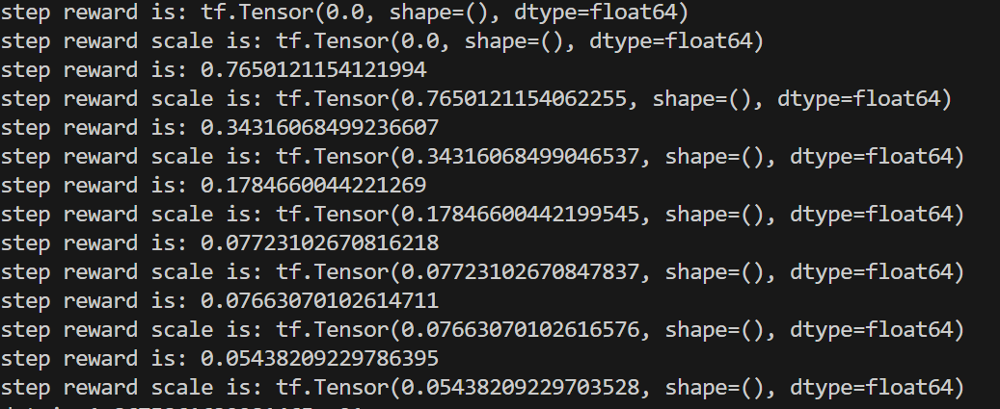 step reward is: tf.Tensor(0.0, shape=(), dtype=float64)
step reward scale is: tf.Tensor(0.0, shape=(), dtype=float64)
step reward is: 0.7650121154121994
step reward scale is: tf.Tensor(0.7650121154062255, shape=(), dtype=float64)
step reward is: 0.34316068499236607
step reward scale is: tf.Tensor(0.34316068499046537, shape=(), dtype=float64)
step reward is: 0.1784660044221269
step reward scale is: tf.Tensor(0.17846600442199545, shape=(), dtype=float64)
step reward is: 0.07723102670816218
step reward scale is: tf.Tensor(0.07723102670847837, shape=(), dtype=float64)
step reward is: 0.07663070102614711
step reward scale is: tf.Tensor(0.07663070102616576, shape=(), dtype=float64)
step reward is: 0.05438209229786395
step reward scale is: tf.Tensor(0.05438209229703528, shape=(), dtype=float64)